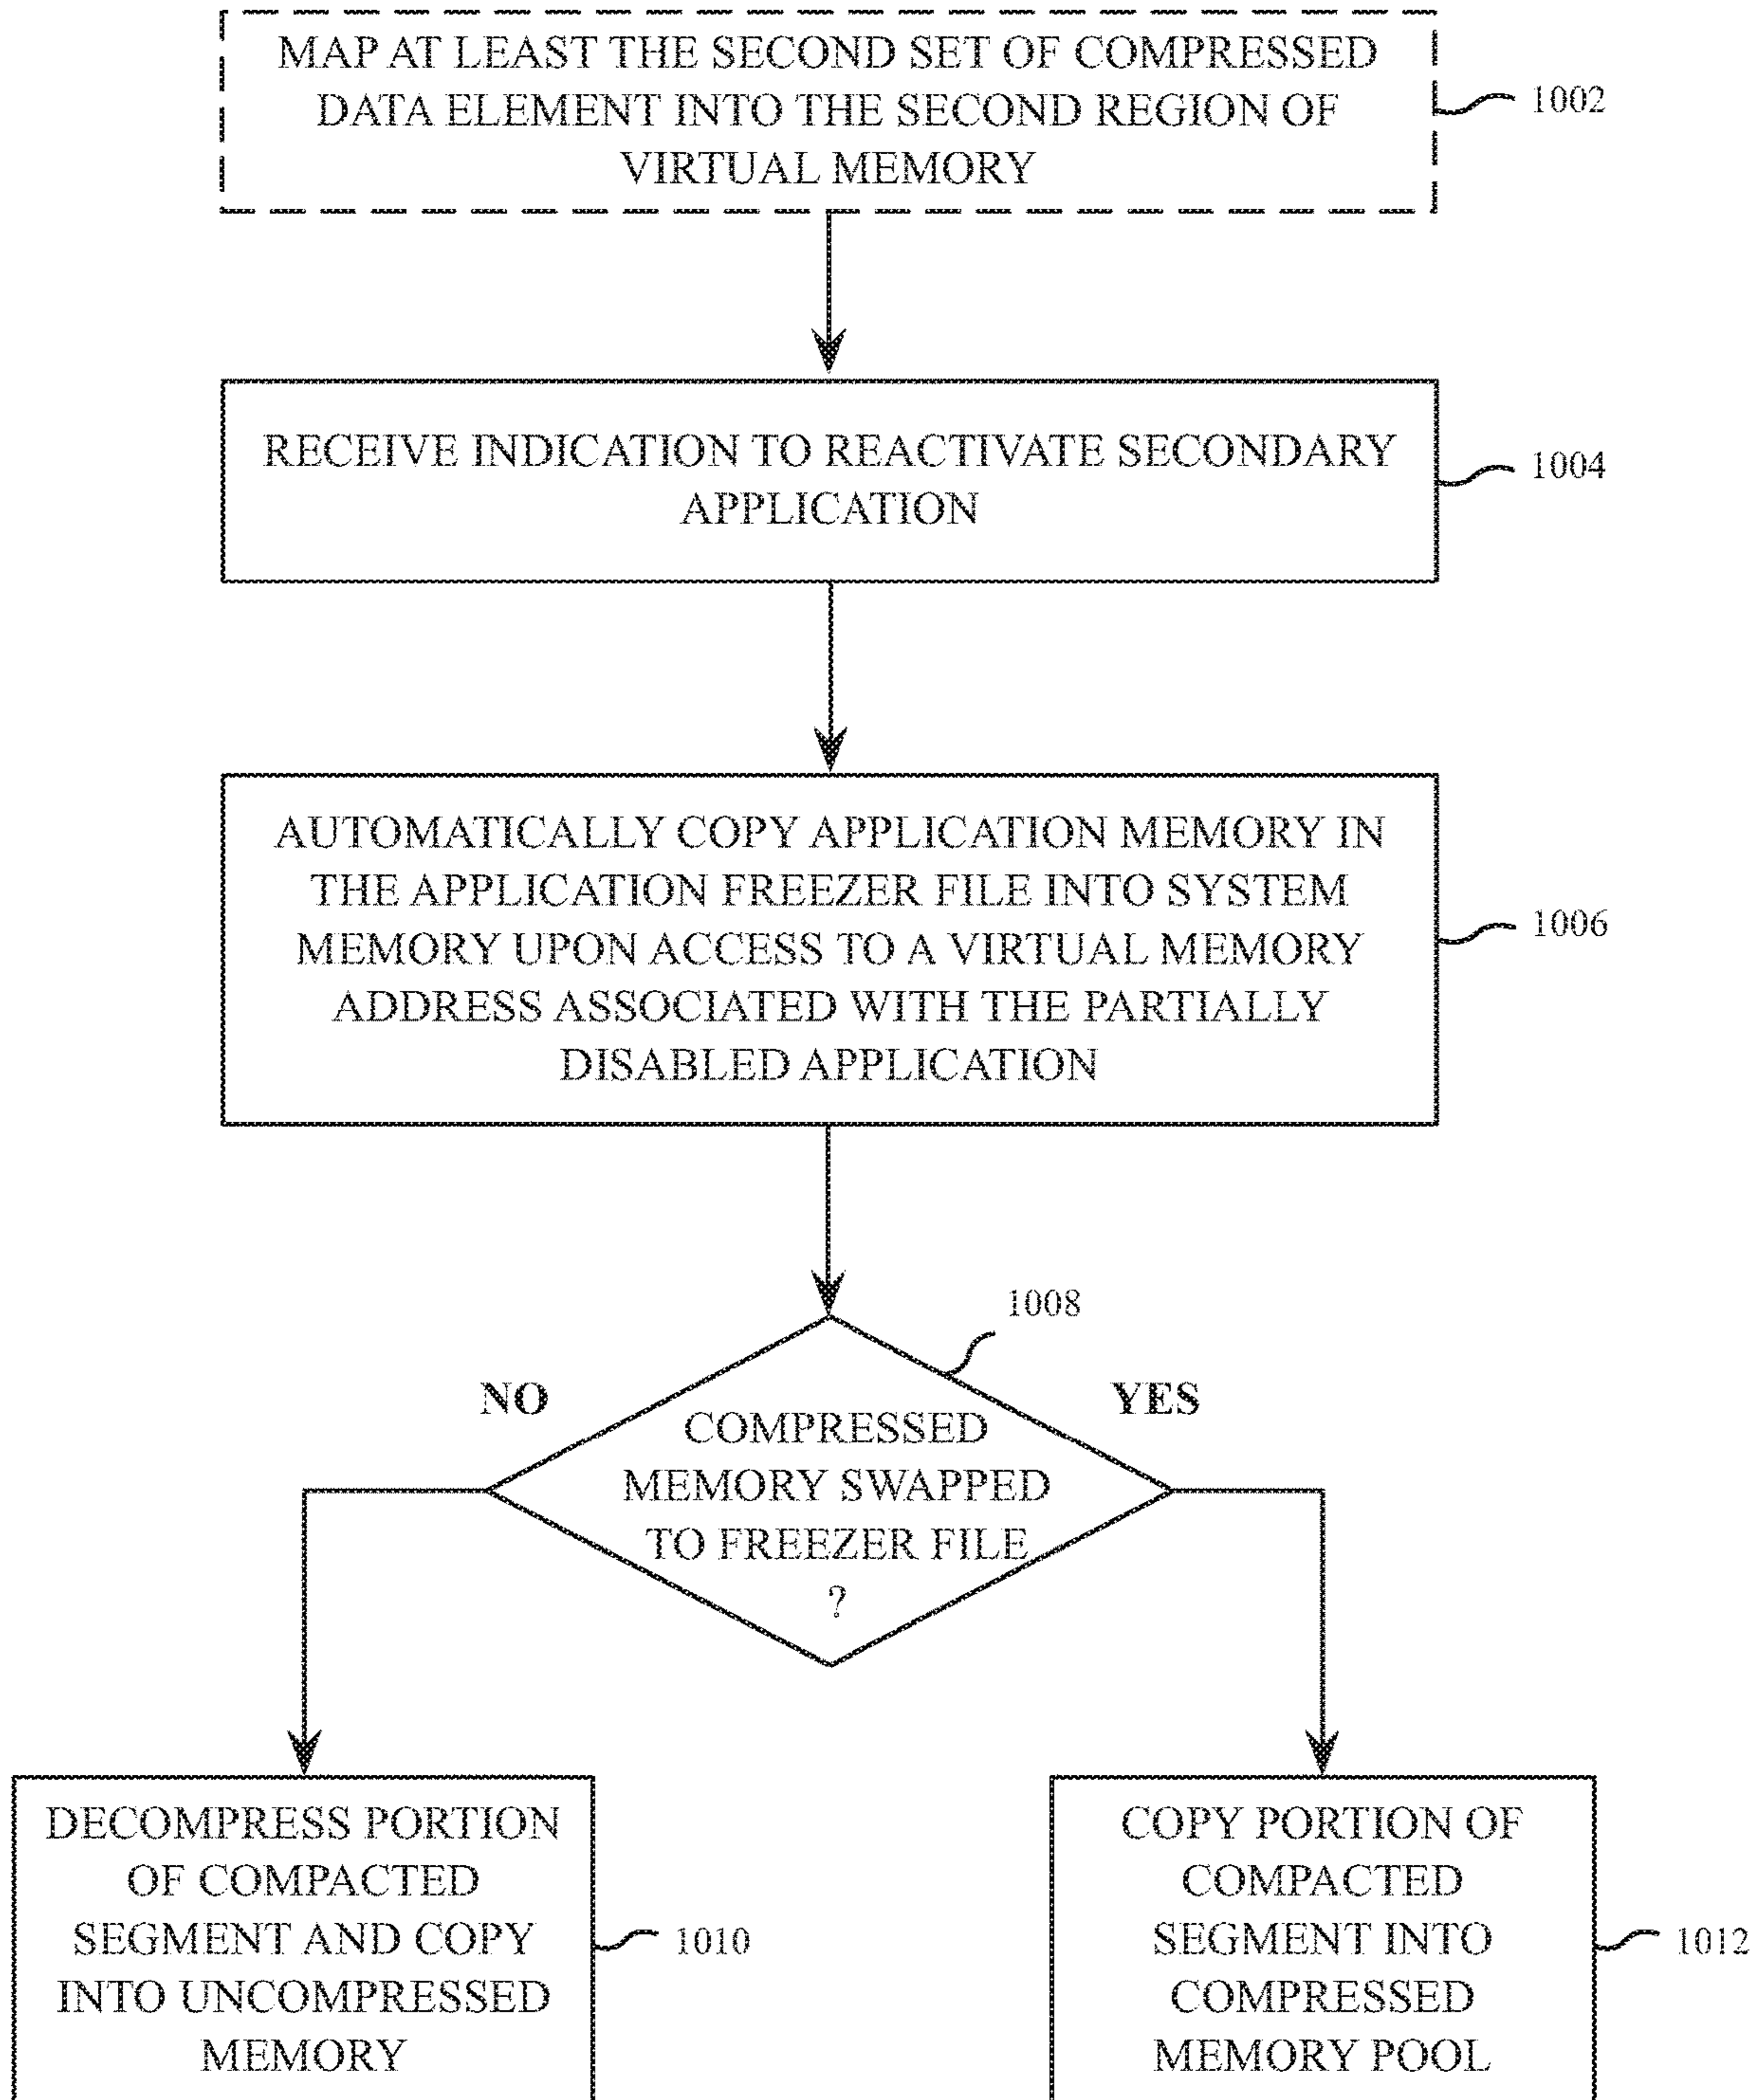 MAP AT LEAST THE SECOND SET OF COMPRESSED
DATA ELEMENT INTO THE SECOND REGION OF
VIRTUAL MEMORY
1002
RECEIVE INDICATION TO REACTIVATE SECONDARY
APPLICATION
1004
AUTOMATICALLY COPY APPLICATION MEMORY IN
THE APPLICATION FREEZER FILE INTO SYSTEM
MEMORY UPON ACCESS TO A VIRTUAL MEMORY
ADDRESS ASSOCIATED WITH THE PARTIALLY
DISABLED APPLICATION
1006
1008
NO
YES
COMPRESSED
MEMORY SWAPPED
TO FREEZER FILE
?
DECOMPRESS PORTION
OF COMPACTED
SEGMENT AND COPY
INTO UNCOMPRESSED
MEMORY
1010
COPY PORTION OF
COMPACTED
SEGMENT INTO
COMPRESSED
MEMORY POOL
1012